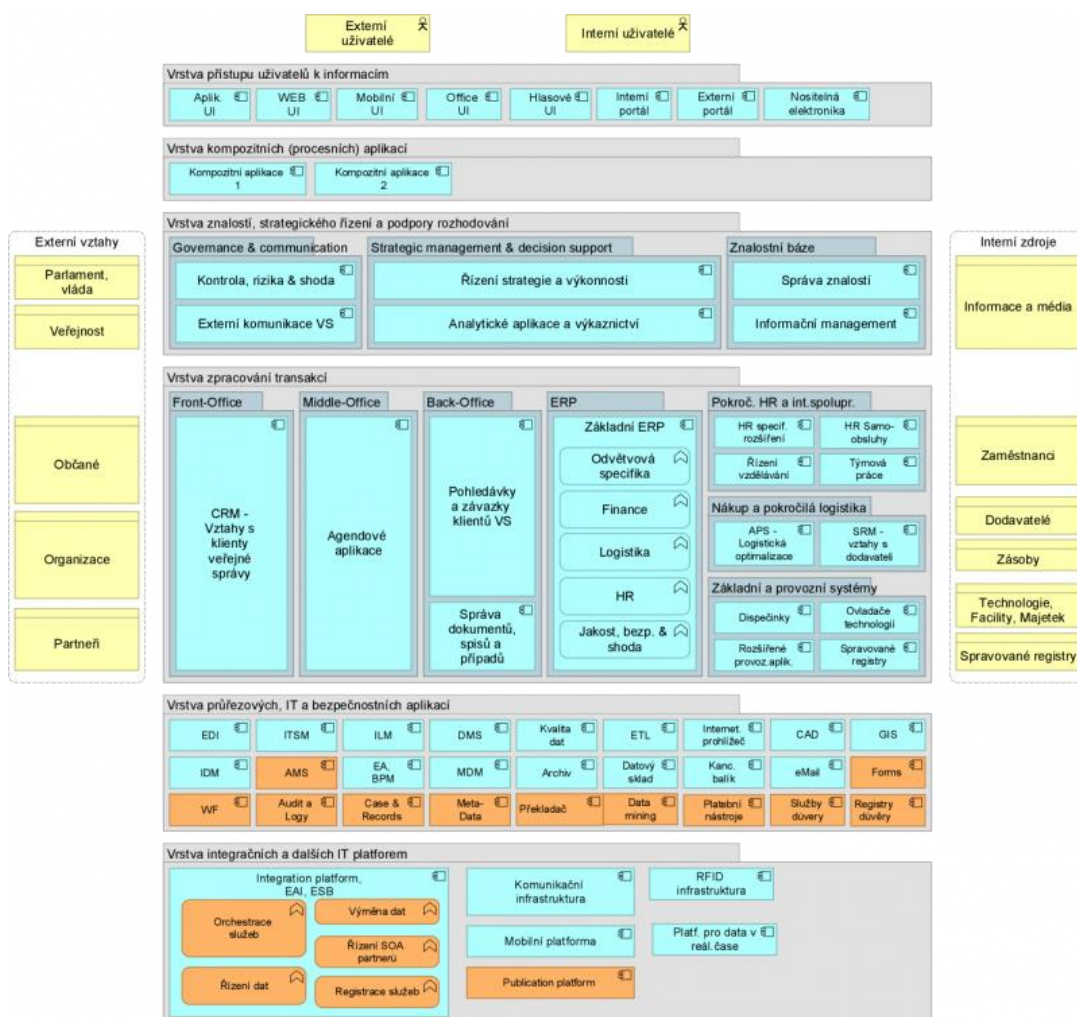 Externí
uživatelé
Interní uživatelé
Vrstva přístupu uživatelů k informacím
Aplik.
UI
WEB
UI
Mobilní
UI
Office
UI
Hlasové
UI
Interní
portál
Externí
portál
Nositelná
elektronika
Vrstva kompozitních (procesních) aplikací
Kompozitní aplikace
1
Kompozitní aplikace
2
Vrstva znalostí, strategického řízení a podpory rozhodování
Governance & communication
Kontrola, rizika & shoda
Externí komunikace VS
Strategic management & decision support
Řízení strategie a výkonnosti
Analytické aplikace a výkaznictví
Znalostní báze
Správa znalostí
Informační management
Externí vztahy
Parlament,
vláda
Veřejnost
Občané
Organizace
Partneři
Interní zdroje
Informace a média
Zaměstnanci
Dodavatelé
Zásoby
Technologie,
Facility, Majetek
Spravované registry
Vrstva zpracování transakcí
Front-Office
CRM -
Vztahy s
klienty
veřejné
správy
Middle-Office
Agendové
aplikace
Back-Office
Pohledávky
a závazky
klientů VS
Správa
dokumentů,
spisů a
případů
ERP
Základní ERP
Odvětvová
specifika
Finance
Logistika
HR
Jakost, bezp. &
shoda
Pokroč. HR a int.spolupr.
HR specif.
rozšíření
HR Samo-
obsluhy
Řízení
vzdělávání
Týmová
práce
Nákup a pokročilá logistika
APS -
Logistická
optimalizace
SRM -
vztahy s
dodavateli
Základní a provozní systémy
Dispečinky
Ovladače
technologií
Rozšířené
provoz.aplik.
Spravované
registry
Vrstva průřezových, IT a bezpečnostních aplikací
EDI
ITSM
ILM
DMS
Kvalita
dat
ETL
Internet.
prohlížeč
CAD
GIS
IDM
AMS
EA,
BPM
MDM
Archiv
Datový
sklad
Kanc.
balík
eMail
Forms
WF
Audit a
Logy
Case &
Records
Meta-
Data
Překladač
Data
mining
Platební
nástroje
Služby
důvery
Registry
důvěry
Vrstva integračních a dalších IT platforem
Integration platform,
EAI, ESB
Orchestrace
služeb
Výměna dat
Řízení SOA
partnerů
Řízení dat
Registrace služeb
Komunikační
infrastruktura
Mobilní platforma
Publication platform
RFID
infrastruktura
Platf. pro data v
reál.čase